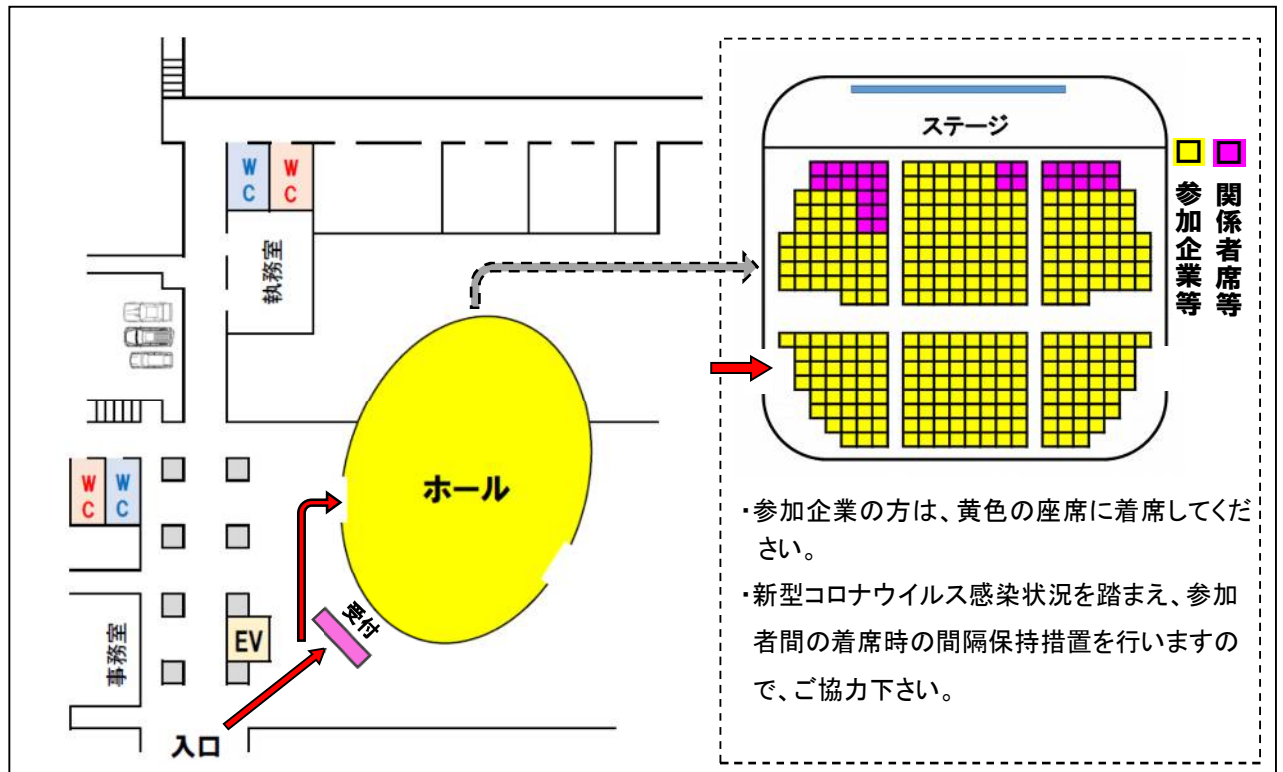 W
C
W
C
執務室
W
C
W
C
事務室
EV
受付
入口
ホール
ステージ
関係者席等
参加企業等
・参加企業の方は、黄色の座席に着席してくだ
さい。
・新型コロナウイルス感染状況を踏まえ、参加
者間の着席時の間隔保持措置を行いますの
で、ご協力下さい。